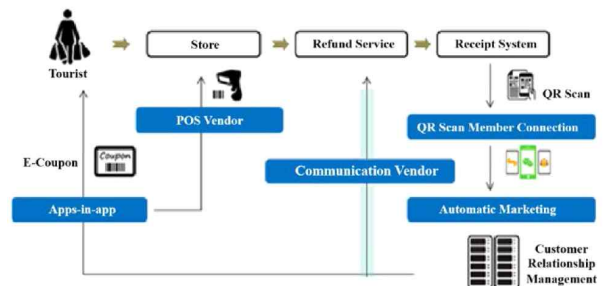 Tourist
Store
Refund Service
Receipt System
QR Scan
POS Vendor
QR Scan Member Connection
E-Coupon
Coupon
Communication Vendor
Apps-in-app
Automatic Marketing
Customer
Relationship
Management